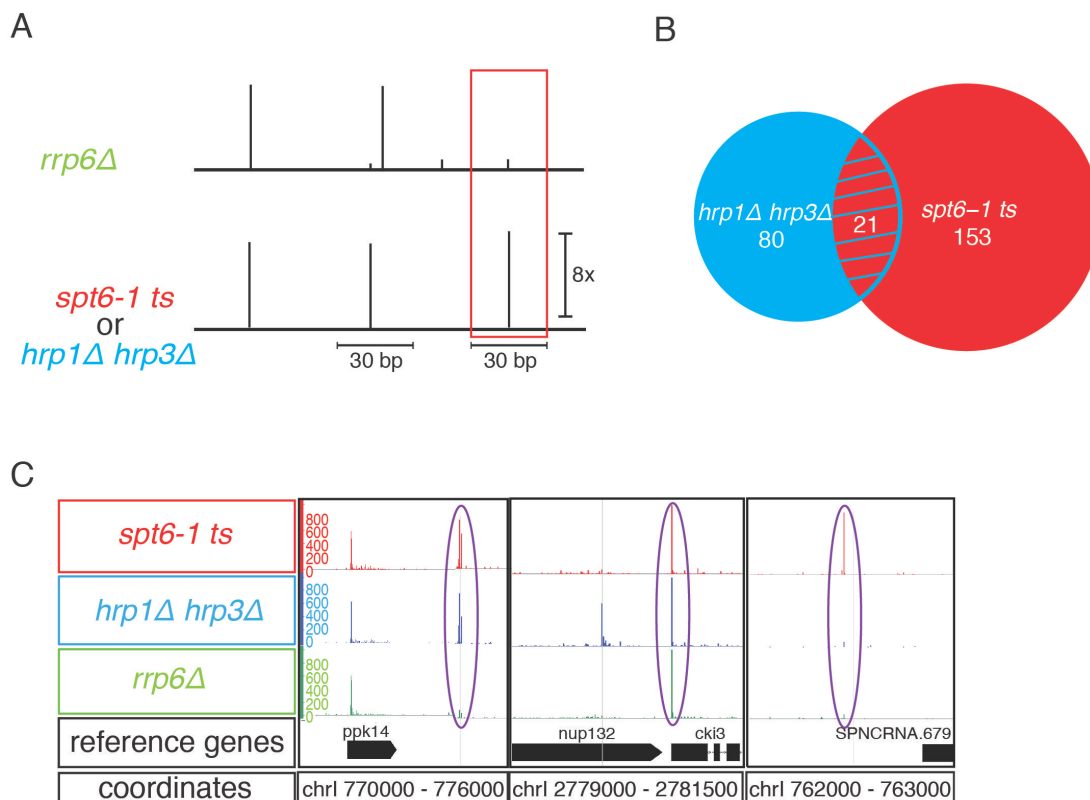 A
rrp6Δ
8x
spt6-1 ts
or
hrp1Δ hrp3Δ
30 bp
30 bp
B
hrp1Δ hrp3Δ
80
21
spt6–1 ts
153
C
spt6-1 ts
800
600
400
200
0
hrp1Δ hrp3Δ
800
600
400
200
0
rrp6Δ
800
600
400
200
0
reference genes
ppk14
nup132
cki3
SPNCRNA.679
coordinates
chrI 770000 - 776000
chrI 2779000 - 2781500
chrI 762000 - 763000